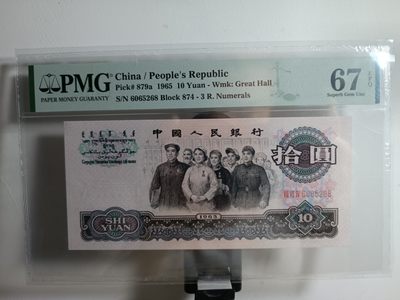 PMG
PAPER MONEY GUARANTY
China / People's Republic
Pick# 879a 1965 10 Yuan - Wmk: Great Hall
S/N 6065268 Block 874 - 3 R. Numerals
67 EPQ
Superb Gem Unc
中國人民銀行
拾圓
6065268
1965
SHI
YUAN
10